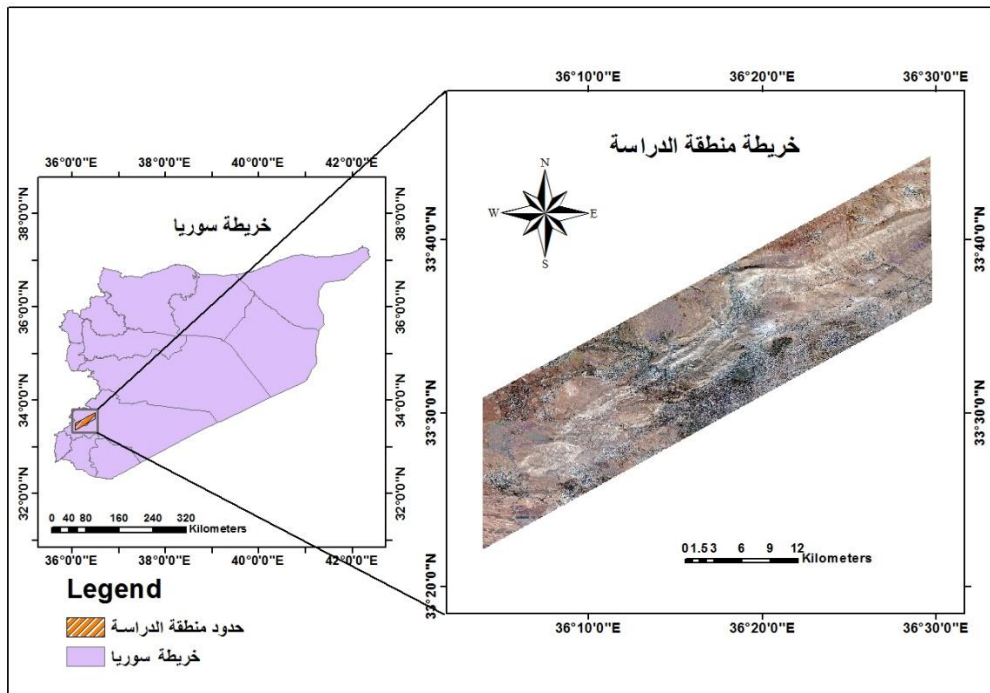 36°10'0"E 36°20'0"E 36°30'0"E
خريطة منطقة الدراسة
N
W E
S
33°40'0"N 33°40'0"N
33°30'0"N 33°30'0"N
33°20'0"N 33°20'0"N
0 1.5 3 6 9 12
Kilometers
36°10'0"E 36°20'0"E 36°30'0"E
36°0'0"E 38°0'0"E 40°0'0"E 42°0'0"E
خريطة سوريا
38°0'0"N 38°0'0"N
36°0'0"N 36°0'0"N
34°0'0"N 34°0'0"N
32°0'0"N 32°0'0"N
0 40 80 160 240 320
Kilometers
36°0'0"E 38°0'0"E 40°0'0"E 42°0'0"E
Legend
حدود منطقة الدراسة
خريطة سوريا